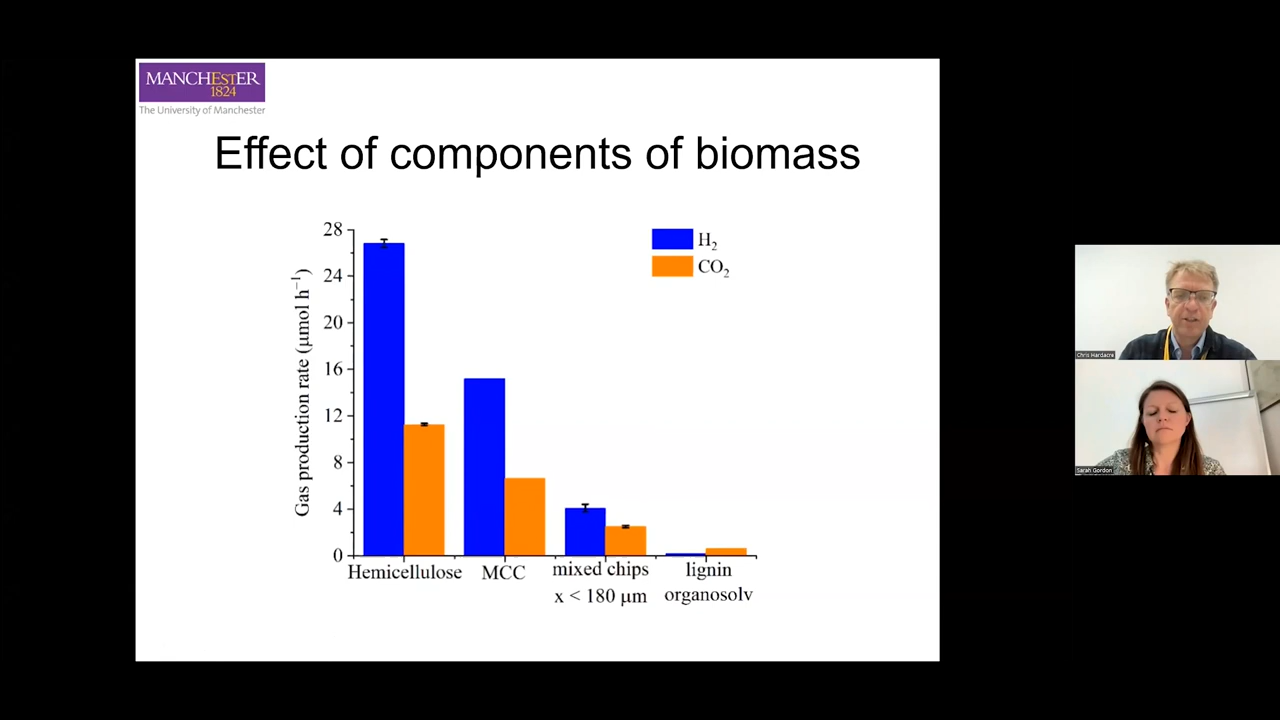 MANCHESTER
1824
The University of Manchester
Effect of components of biomass
28
24
20
16
12
8
4
0
Gas production rate (μmol h⁻¹)
H₂
CO₂
Hemicellulose
MCC
mixed chips
x < 180 μm
lignin
organosolv
Chris Hardacre
Sarah Gordon